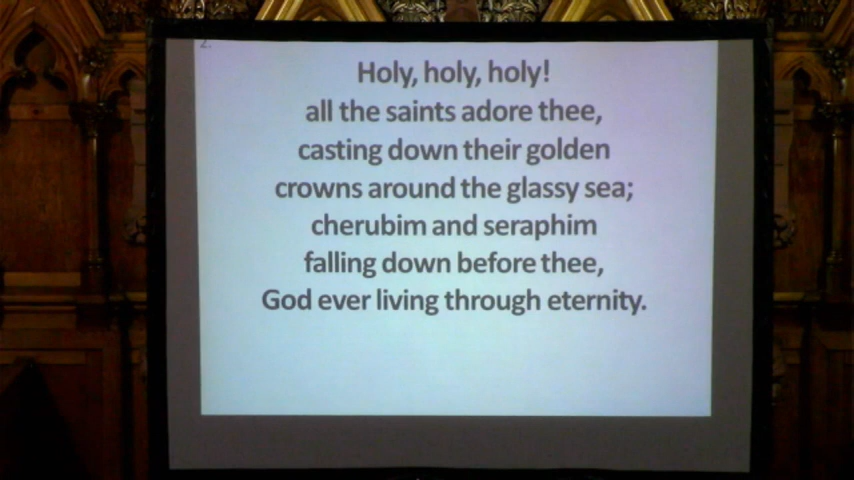 2.
Holy, holy, holy!
all the saints adore thee,
casting down their golden
crowns around the glassy sea;
cherubim and seraphim
falling down before thee,
God ever living through eternity.